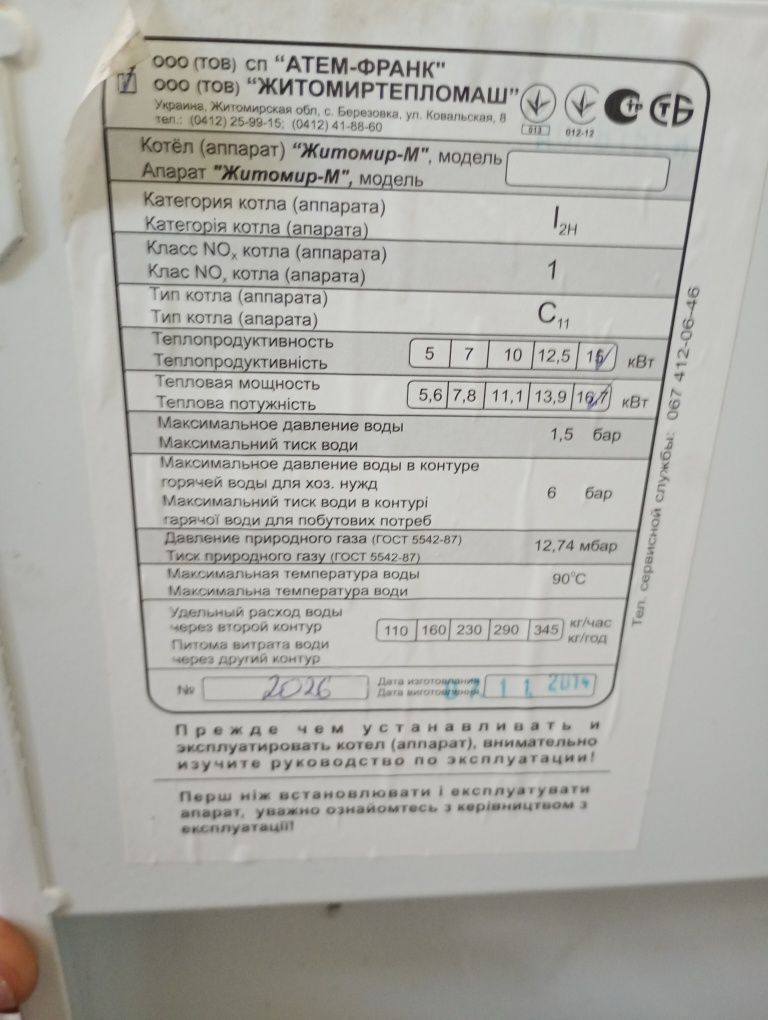 ООО (ТОВ) СП "АТЕМ-ФРАНК"
ООО (ТОВ) "ЖИТОМИРТЕПЛОМАШ"
Украина, Житомирская обл, с. Березовка, ул. Ковальская, 8
тел.: (0412) 25-99-15; (0412) 41-88-60
013
012-12
Котёл (аппарат) "Житомир-М", модель
Апарат "Житомир-М", модель
Категория котла (аппарата)
Категорія котла (апарата)
I2H
Класс NOx котла (аппарата)
Клас NOx котла (апарата)
1
Тип котла (аппарата)
Тип котла (апарата)
C11
Теплопродуктивность
Теплопродуктивність
5 7 10 12,5 15 кВт
Тепловая мощность
Теплова потужність
5,6 7,8 11,1 13,9 16,7 кВт
Максимальное давление воды
Максимальний тиск води
1,5 бар
Максимальное давление воды в контуре
горячей воды для хоз. нужд
Максимальний тиск води в контурі
гарячої води для побутових потреб
6 бар
Давление природного газа (ГОСТ 5542-87)
Тиск природного газу (ГОСТ 5542-87)
12,74 мбар
Максимальная температура воды
Максимальна температура води
90°С
Удельный расход воды
через второй контур
Питома витрата води
через другий контур
110 160 230 290 345
кг/час
кг/год
№ 2026
Дата изготовления
Дата виготовлення
11 2014
Тел. сервисной службы: 067 412-06-46
Прежде чем устанавливать и
эксплуатировать котел (аппарат), внимательно
изучите руководство по эксплуатации!
Перш ніж встановлювати і експлуатувати
апарат, уважно ознайомтесь з керівництвом з
експлуатації!